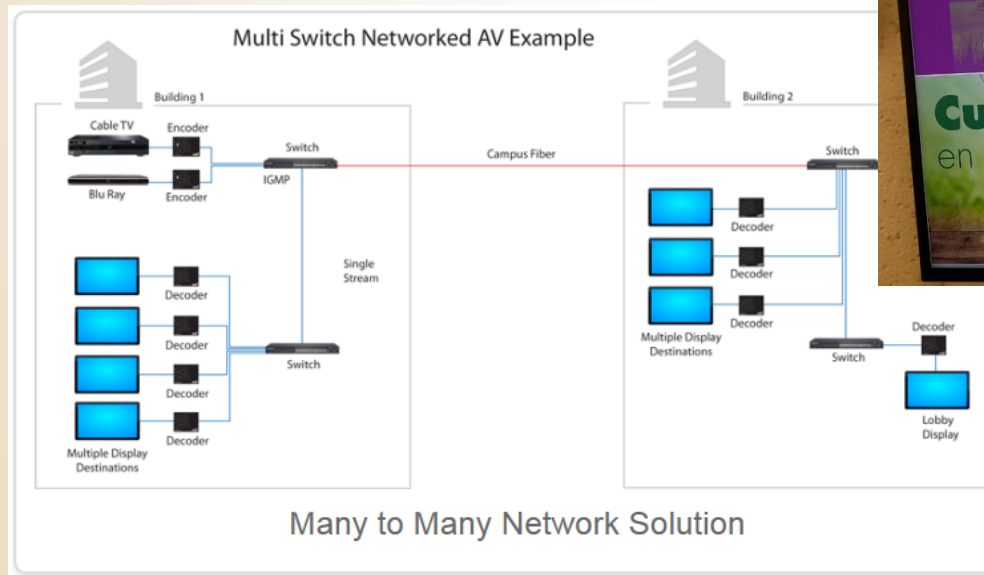 Multi Switch Networked AV Example
Building 1
Cable TV
Encoder
Switch
IGMP
Blu Ray
Encoder
Campus Fiber
Single
Stream
Decoder
Decoder
Decoder
Decoder
Switch
Multiple Display
Destinations
Building 2
Switch
Decoder
Decoder
Decoder
Multiple Display
Destinations
Switch
Decoder
Lobby
Display
Many to Many Network Solution
Cu
en